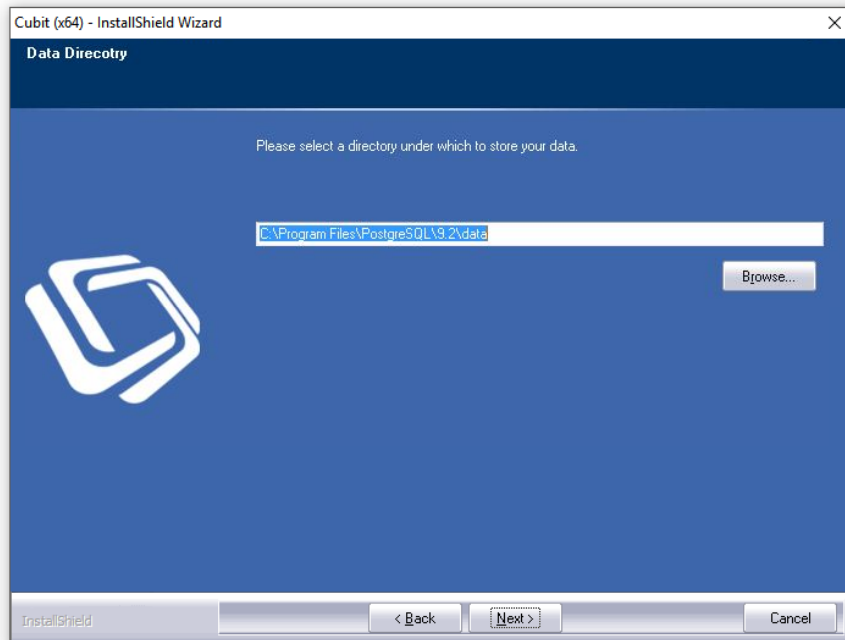 Cubit (x64) - InstallShield Wizard
Data Direcotry
Please select a directory under which to store your data.
C:\Program Files\PostgreSQL\9.2\data
Browse...
InstallShield
< Back
Next >
Cancel